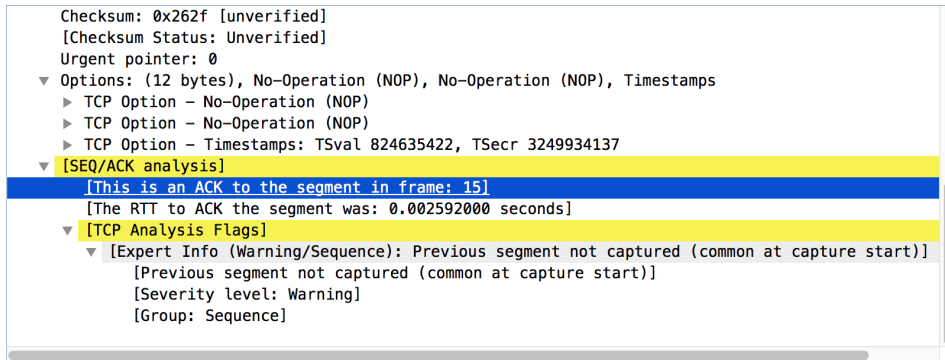 Checksum: 0x262f [unverified]
[Checksum Status: Unverified]
Urgent pointer: 0
Options: (12 bytes), No-Operation (NOP), No-Operation (NOP), Timestamps
TCP Option – No-Operation (NOP)
TCP Option – No-Operation (NOP)
TCP Option – Timestamps: TSval 824635422, TSecr 3249934137
[SEQ/ACK analysis]
[This is an ACK to the segment in frame: 15]
[The RTT to ACK the segment was: 0.002592000 seconds]
[TCP Analysis Flags]
[Expert Info (Warning/Sequence): Previous segment not captured (common at capture start)]
[Previous segment not captured (common at capture start)]
[Severity level: Warning]
[Group: Sequence]